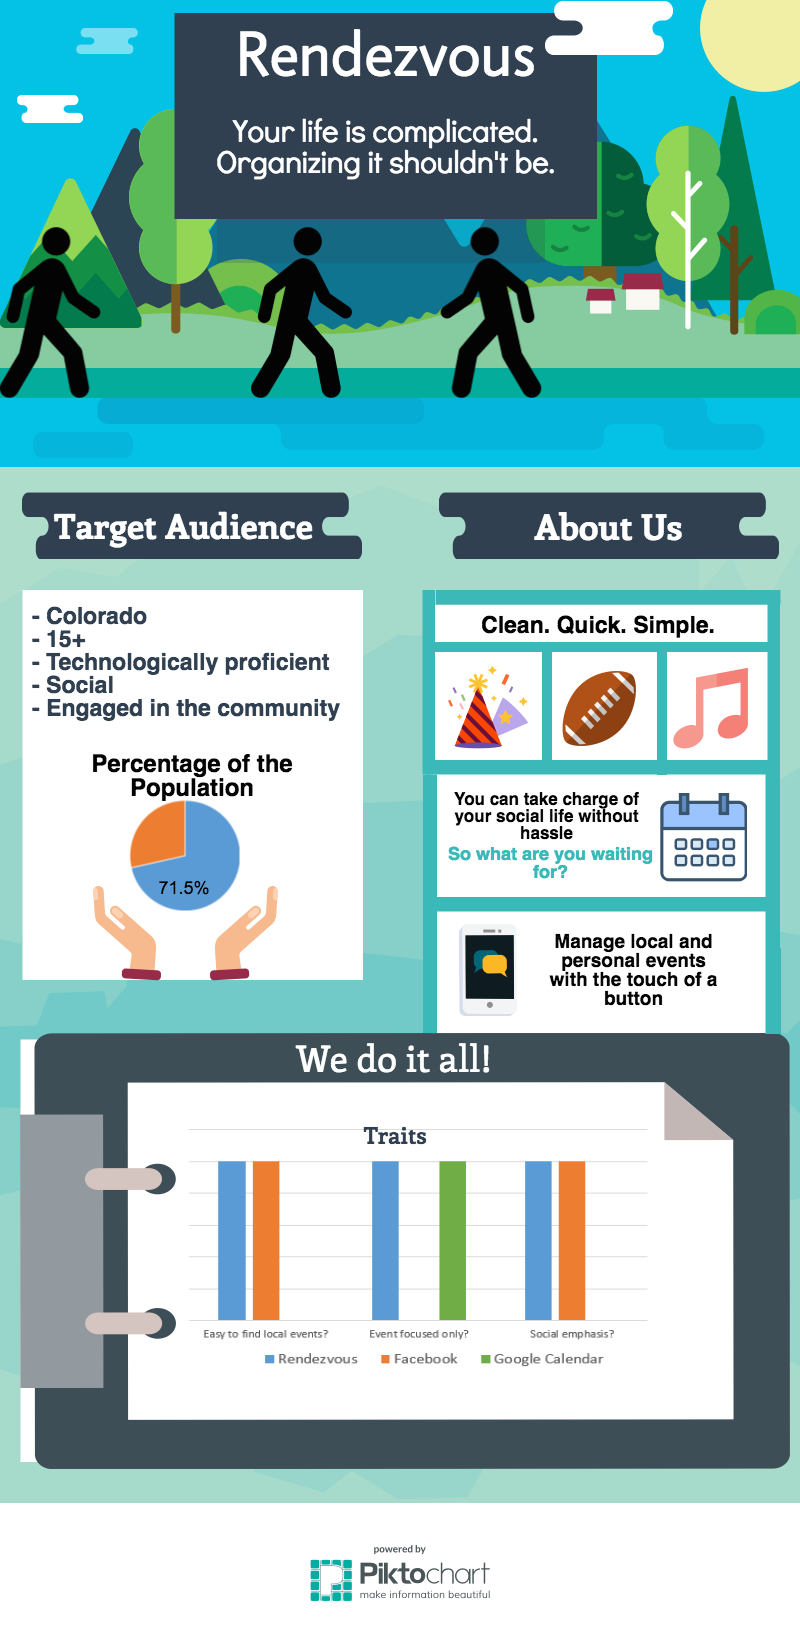 Rendezvous
Your life is complicated.
Organizing it shouldn't be.
Target Audience
- Colorado
- 15+
- Technologically proficient
- Social
- Engaged in the community
Percentage of the
Population
71.5%
About Us
Clean. Quick. Simple.
You can take charge of
your social life without
hassle
So what are you waiting
for?
Manage local and
personal events
with the touch of a
button
We do it all!
Traits
Easy to find local events?
Event focused only?
Social emphasis?
Rendezvous
Facebook
Google Calendar
powered by
Piktochart
make information beautiful